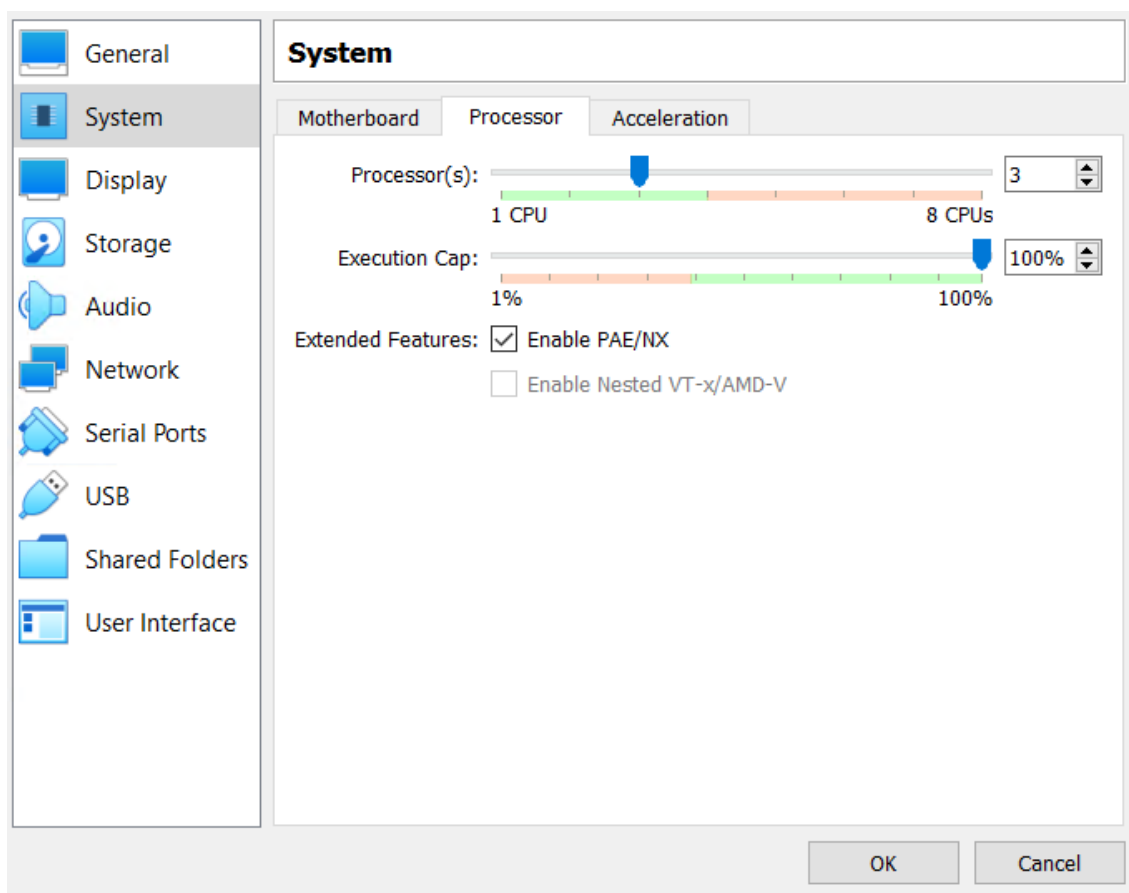 General
System
Display
Storage
Audio
Network
Serial Ports
USB
Shared Folders
User Interface
System
Motherboard Processor Acceleration
Processor(s): 3
1 CPU 8 CPUs
Execution Cap: 100%
1% 100%
Extended Features: Enable PAE/NX
Enable Nested VT-x/AMD-V
OK Cancel